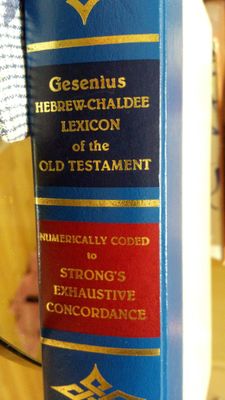 Gesenius
HEBREW-CHALDEE
LEXICON
of the
OLD TESTAMENT
NUMERICALLY CODED
to
STRONG'S
EXHAUSTIVE
CONCORDANCE